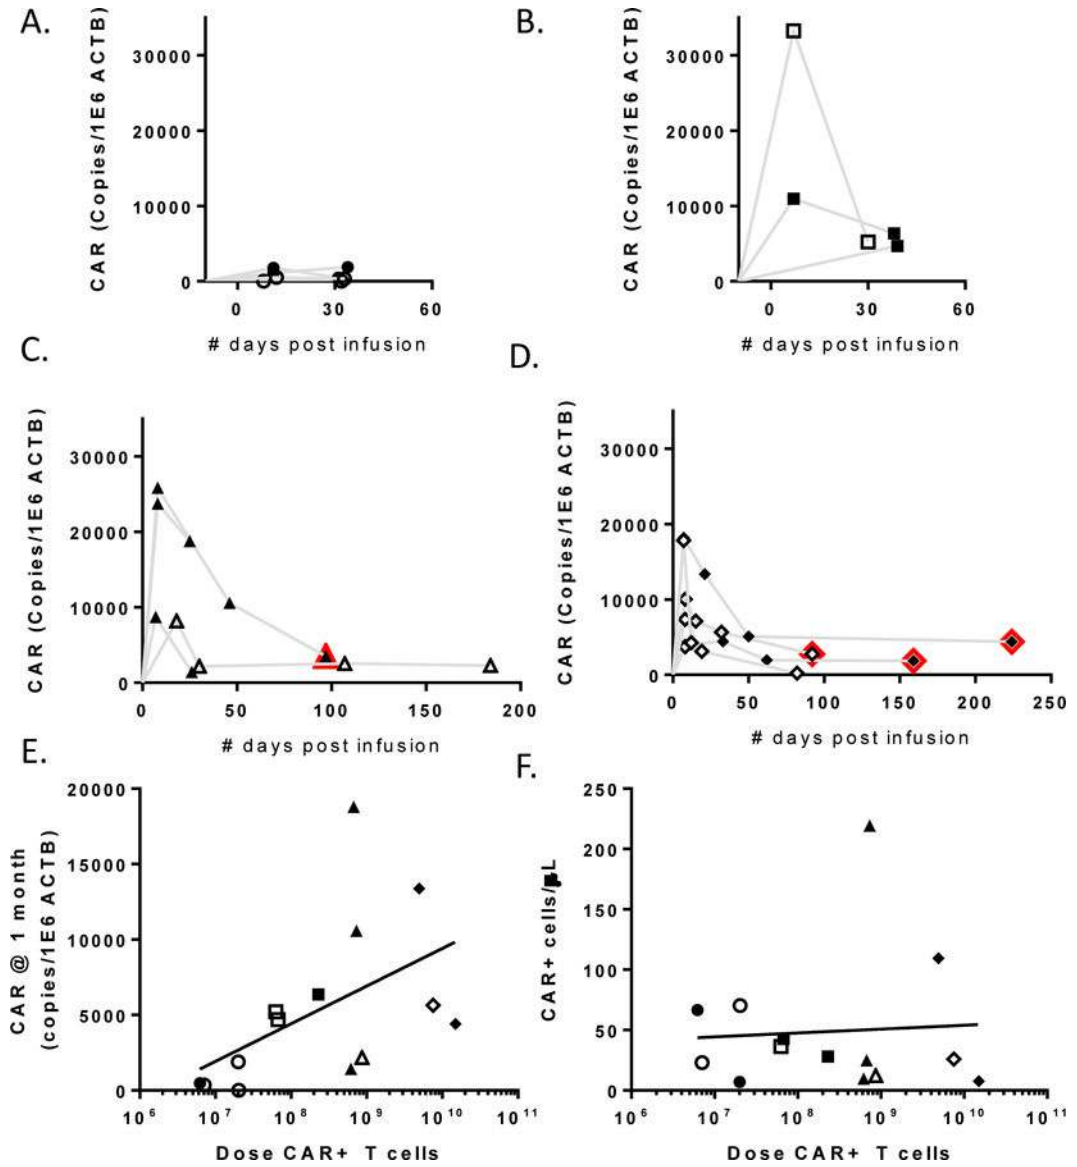 A.
CAR (Copies/1E6 ACTB)
30000
20000
10000
0
0 30 60
# days post infusion
B.
CAR (Copies/1E6 ACTB)
30000
20000
10000
0
0 30 60
# days post infusion
C.
CAR (Copies/1E6 ACTB)
30000
20000
10000
0
0 50 100 150 200
# days post infusion
D.
CAR (Copies/1E6 ACTB)
30000
20000
10000
0
0 50 100 150 200 250
# days post infusion
E.
CAR @ 1 month
(copies/1E6 ACTB)
20000
15000
10000
5000
0
10^6 10^7 10^8 10^9 10^10 10^11
Dose CAR+ T cells
F.
CAR+ cells/µL
250
200
150
100
50
0
10^6 10^7 10^8 10^9 10^10 10^11
Dose CAR+ T cells